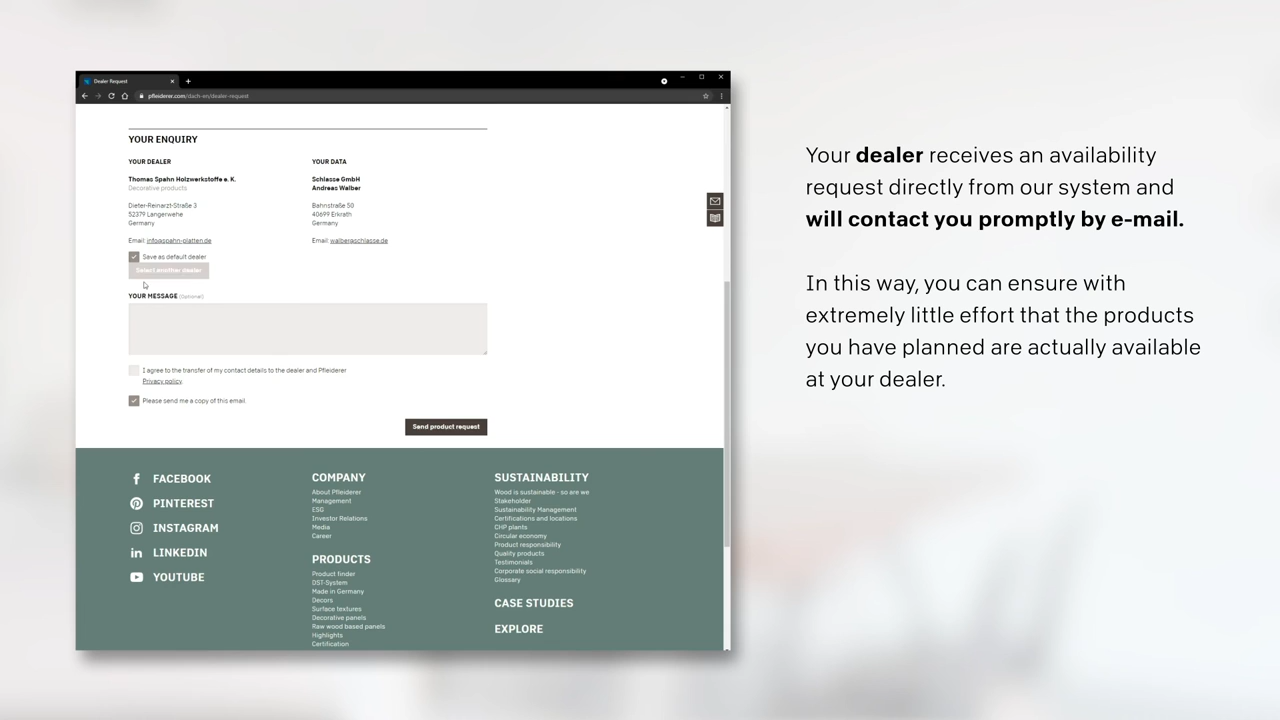 Dealer Request
pfleiderer.com/dach-en/dealer-request
YOUR ENQUIRY
YOUR DEALER
Thomas Spahn Holzwerkstoffe e. K.
Decorative products
Dieter-Reinarzt-Straße 3
52379 Langerwehe
Germany
Email: info@spahn-platten.de
Save as default dealer
Select another dealer
YOUR DATA
Schlasse GmbH
Andreas Walber
Bahnstraße 50
40699 Erkrath
Germany
Email: walber@schlasse.de
YOUR MESSAGE (Optional)
I agree to the transfer of my contact details to the dealer and Pfleiderer
Privacy policy.
Please send me a copy of this email.
Send product request
FACEBOOK
PINTEREST
INSTAGRAM
LINKEDIN
YOUTUBE
COMPANY
About Pfleiderer
Management
ESG
Investor Relations
Media
Career
PRODUCTS
Product finder
DST-System
Made in Germany
Decors
Surface textures
Decorative panels
Raw wood based panels
Highlights
Certification
SUSTAINABILITY
Wood is sustainable - so are we
Stakeholder
Sustainability Management
Certifications and locations
CHP plants
Circular economy
Product responsibility
Quality products
Testimonials
Corporate social responsibility
Glossary
CASE STUDIES
EXPLORE
Your dealer receives an availability
request directly from our system and
will contact you promptly by e-mail.
In this way, you can ensure with
extremely little effort that the products
you have planned are actually available
at your dealer.